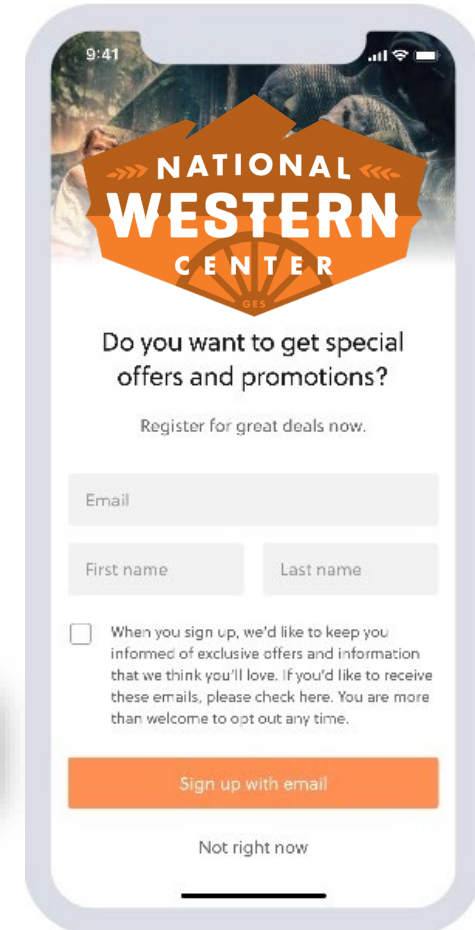 9:41
NATIONAL
WESTERN
CENTER
GES
Do you want to get special
offers and promotions?
Register for great deals now.
Email
First name Last name
When you sign up, we'd like to keep you
informed of exclusive offers and information
that we think you'll love. If you'd like to receive
these emails, please check here. You are more
than welcome to opt out any time.
Sign up with email
Not right now